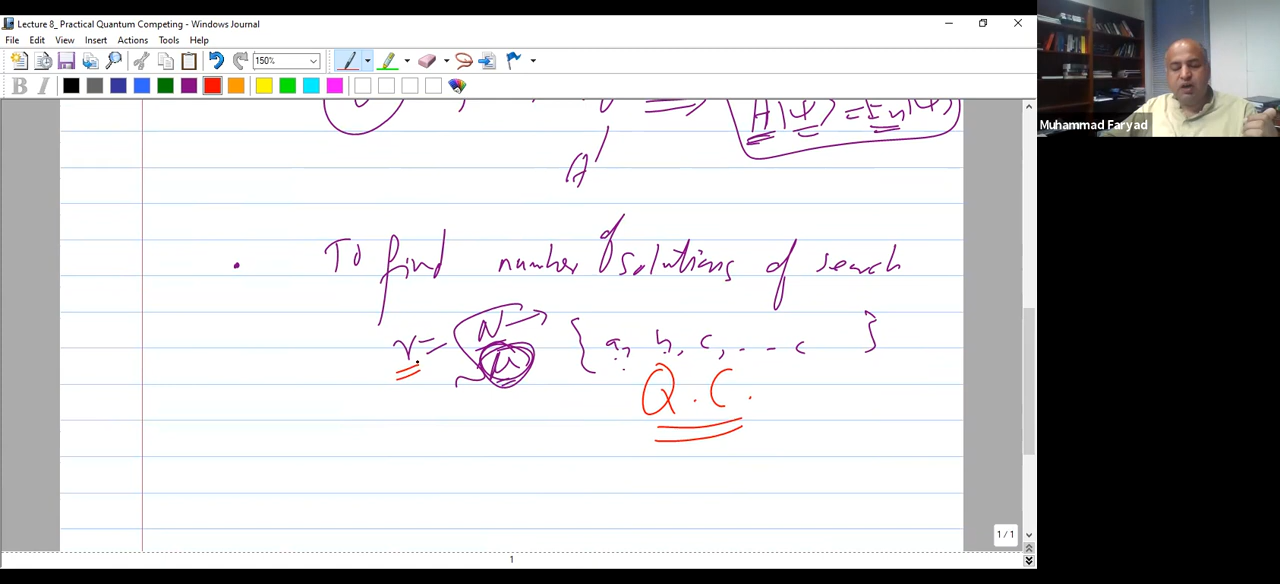 Lecture 8_ Practical Quantum Competing - Windows Journal
File Edit View Insert Actions Tools Help
150%
B I
Muhammad Faryad
H|ψ⟩ = En|ψ⟩
A'
• To find number of solutions of search
r = N/M { a, b, c, ... c }
Q.C.
1 / 1
1